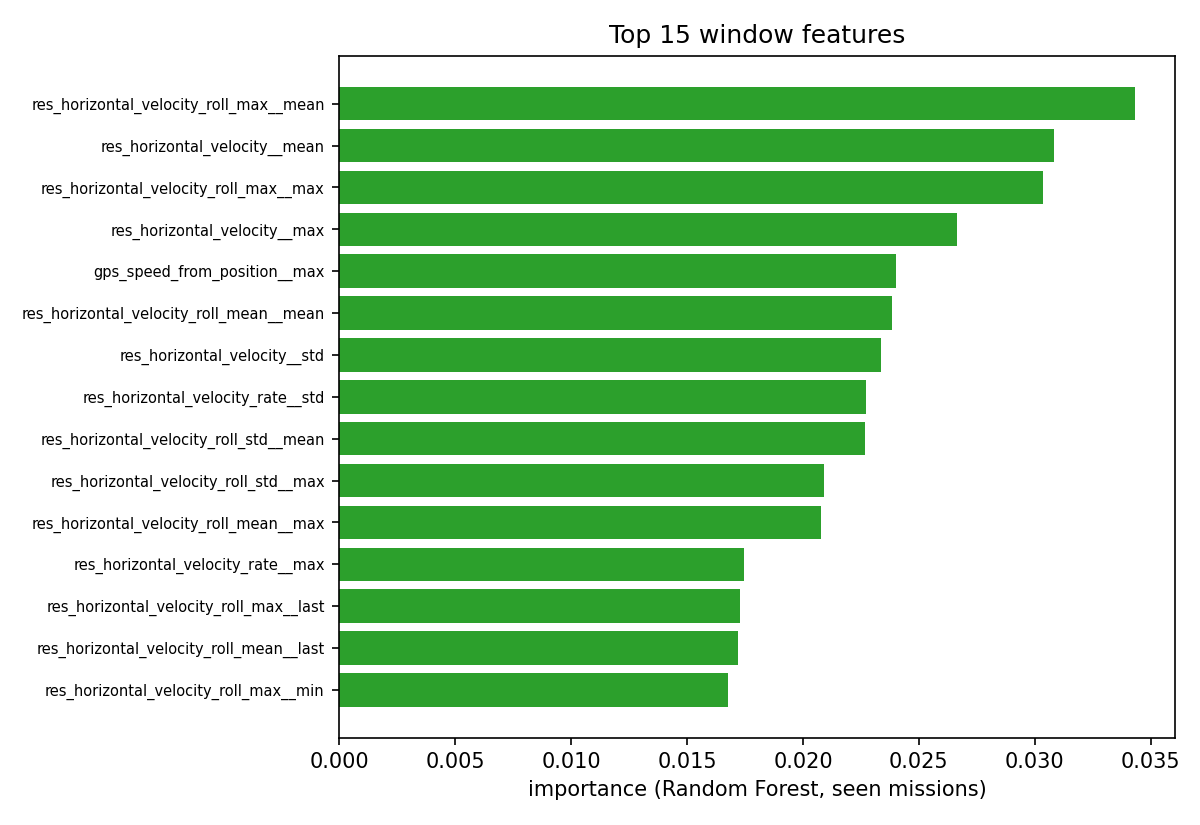 Top 15 window features
res_horizontal_velocity_roll_max__mean
res_horizontal_velocity__mean
res_horizontal_velocity_roll_max__max
res_horizontal_velocity__max
gps_speed_from_position__max
res_horizontal_velocity_roll_mean__mean
res_horizontal_velocity__std
res_horizontal_velocity_rate__std
res_horizontal_velocity_roll_std__mean
res_horizontal_velocity_roll_std__max
res_horizontal_velocity_roll_mean__max
res_horizontal_velocity_rate__max
res_horizontal_velocity_roll_max__last
res_horizontal_velocity_roll_mean__last
res_horizontal_velocity_roll_max__min
0.000 0.005 0.010 0.015 0.020 0.025 0.030 0.035
importance (Random Forest, seen missions)